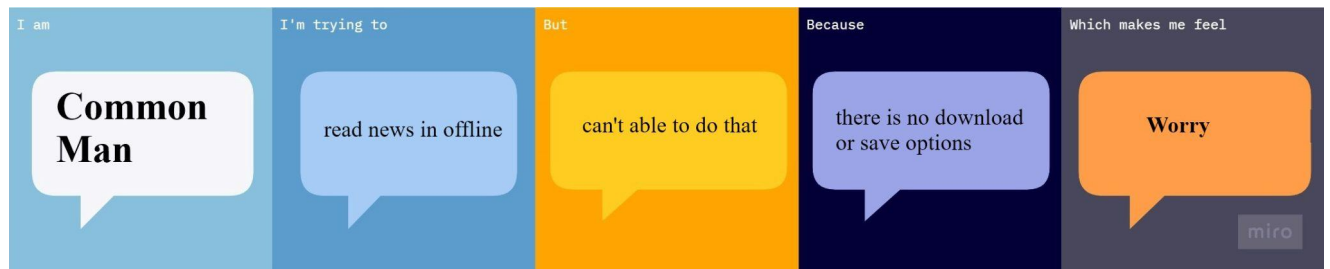 I am
Common
Man
I'm trying to
read news in offline
But
can't able to do that
Because
there is no download
or save options
Which makes me feel
Worry
miro